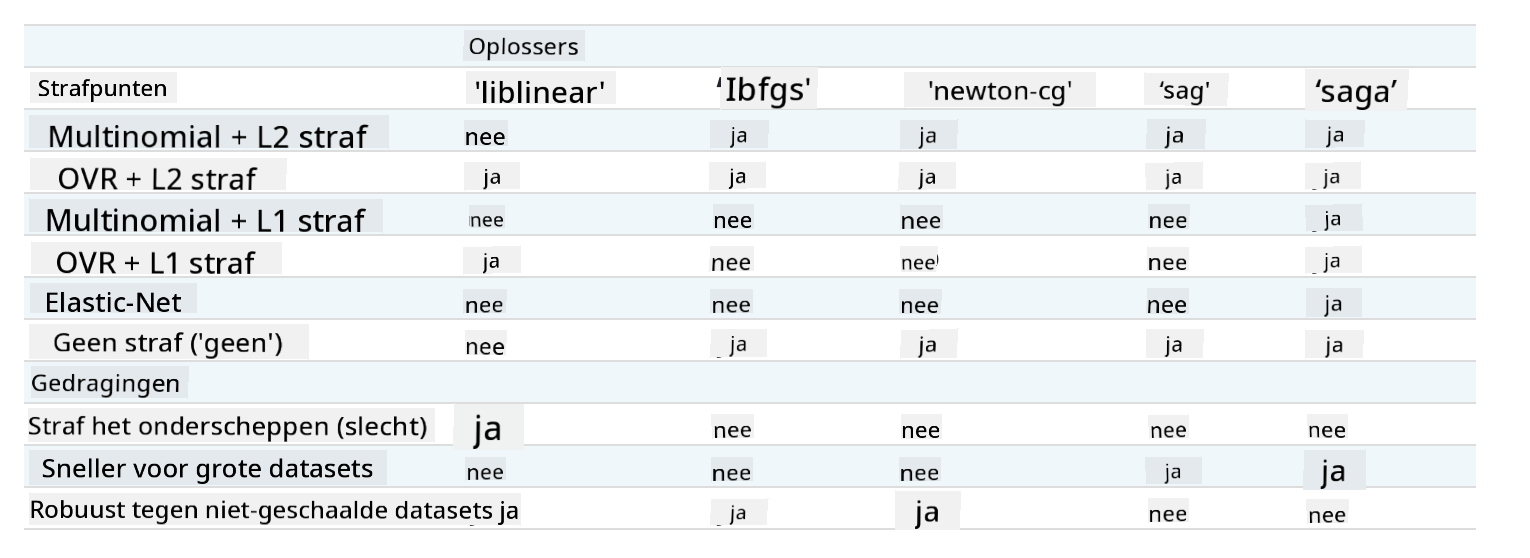 Oplossers
Strafpunten 'liblinear' ‘Ibfgs' 'newton-cg' ‘sag' ‘saga’
Multinomial + L2 straf nee ja ja ja ja
OVR + L2 straf ja ja ja ja ja
Multinomial + L1 straf nee nee nee nee ja
OVR + L1 straf ja nee nee nee ja
Elastic-Net nee nee nee nee ja
Geen straf ('geen') nee ja ja ja ja
Gedragingen
Straf het onderscheppen (slecht) ja nee nee nee nee
Sneller voor grote datasets nee nee nee ja ja
Robuust tegen niet-geschaalde datasets ja ja ja nee nee